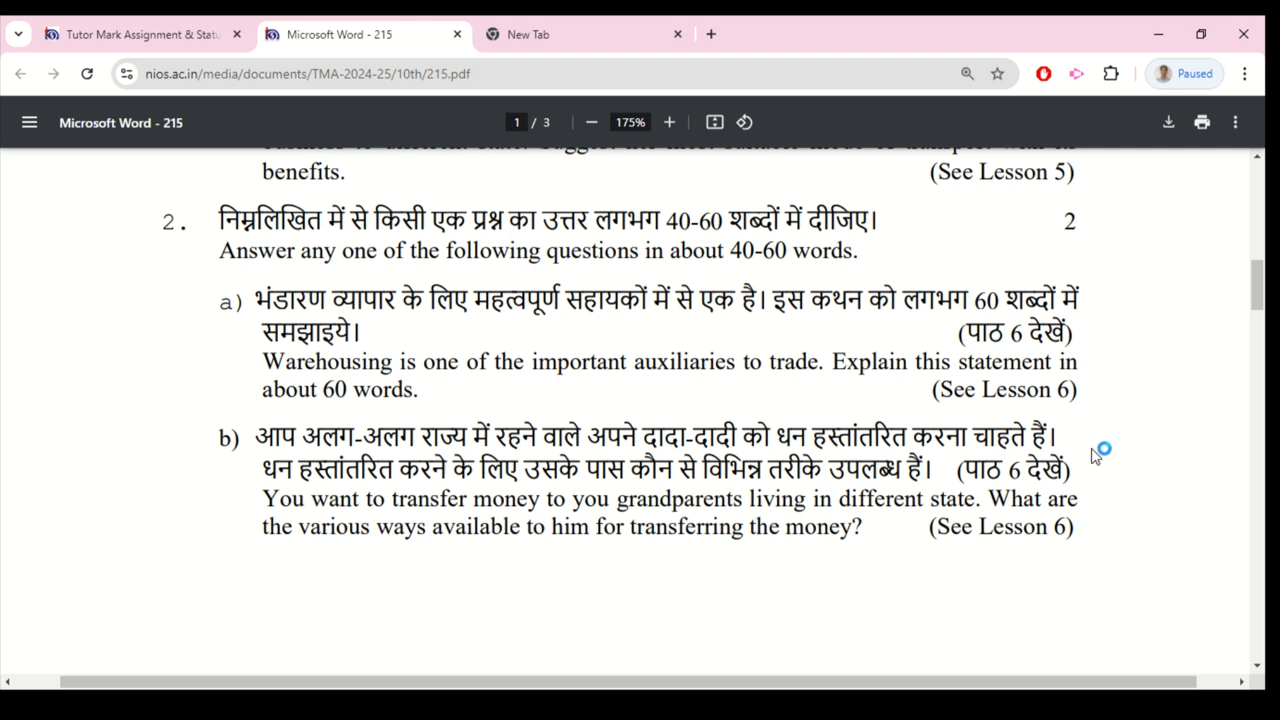 Tutor Mark Assignment & Statu
Microsoft Word - 215
New Tab
nios.ac.in/media/documents/TMA-2024-25/10th/215.pdf
Paused
Microsoft Word - 215
1 / 3
175%
benefits. (See Lesson 5)
2. निम्नलिखित में से किसी एक प्रश्न का उत्तर लगभग 40-60 शब्दों में दीजिए। 2
Answer any one of the following questions in about 40-60 words.
a) भंडारण व्यापार के लिए महत्वपूर्ण सहायकों में से एक है। इस कथन को लगभग 60 शब्दों में
समझाइये। (पाठ 6 देखें)
Warehousing is one of the important auxiliaries to trade. Explain this statement in
about 60 words. (See Lesson 6)
b) आप अलग-अलग राज्य में रहने वाले अपने दादा-दादी को धन हस्तांतरित करना चाहते हैं।
धन हस्तांतरित करने के लिए उसके पास कौन से विभिन्न तरीके उपलब्ध हैं। (पाठ 6 देखें)
You want to transfer money to you grandparents living in different state. What are
the various ways available to him for transferring the money? (See Lesson 6)